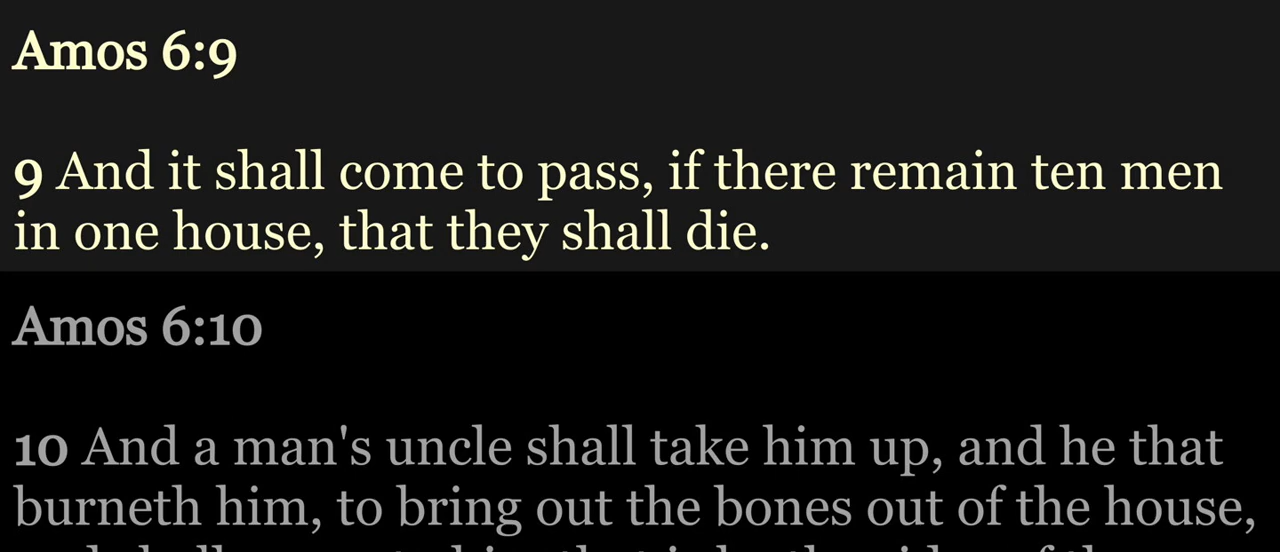 Amos 6:9
9 And it shall come to pass, if there remain ten men
in one house, that they shall die.
Amos 6:10
10 And a man's uncle shall take him up, and he that
burneth him, to bring out the bones out of the house,